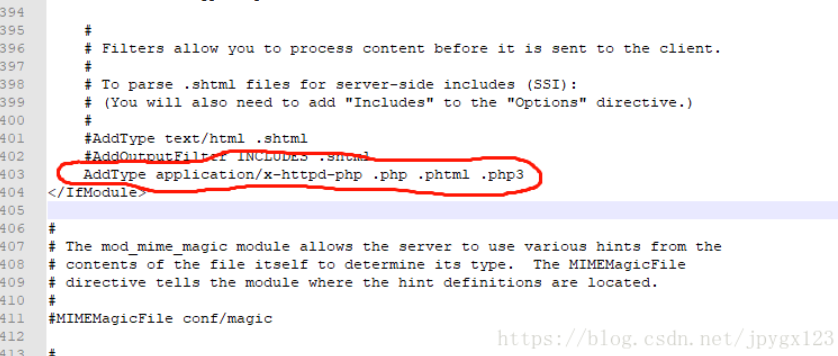 394
395 #
396 # Filters allow you to process content before it is sent to the client.
397 #
398 # To parse .shtml files for server-side includes (SSI):
399 # (You will also need to add "Includes" to the "Options" directive.)
400 #
401 #AddType text/html .shtml
402 #AddOutputFilter INCLUDES .shtml
403 AddType application/x-httpd-php .php .phtml .php3
404 </IfModule>
405
406 #
407 # The mod_mime_magic module allows the server to use various hints from the
408 # contents of the file itself to determine its type.  The MIMEMagicFile
409 # directive tells the module where the hint definitions are located.
410 #
411 #MIMEMagicFile conf/magic
412
413 #
https://blog.csdn.net/jpygx123